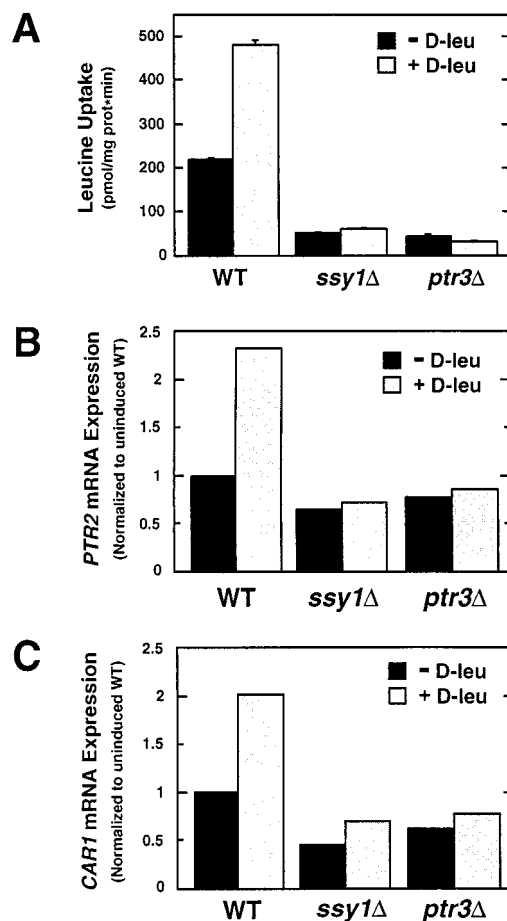 A
Leucine Uptake
(pmol/mg prot*min)
500
400
300
200
100
0
- D-leu
+ D-leu
WT ssy1Δ ptr3Δ
B
PTR2 mRNA Expression
(Normalized to uninduced WT)
2.5
2
1.5
1
0.5
0
- D-leu
+ D-leu
WT ssy1Δ ptr3Δ
C
CAR1 mRNA Expression
(Normalized to uninduced WT)
2.5
2
1.5
1
0.5
0
- D-leu
+ D-leu
WT ssy1Δ ptr3Δ